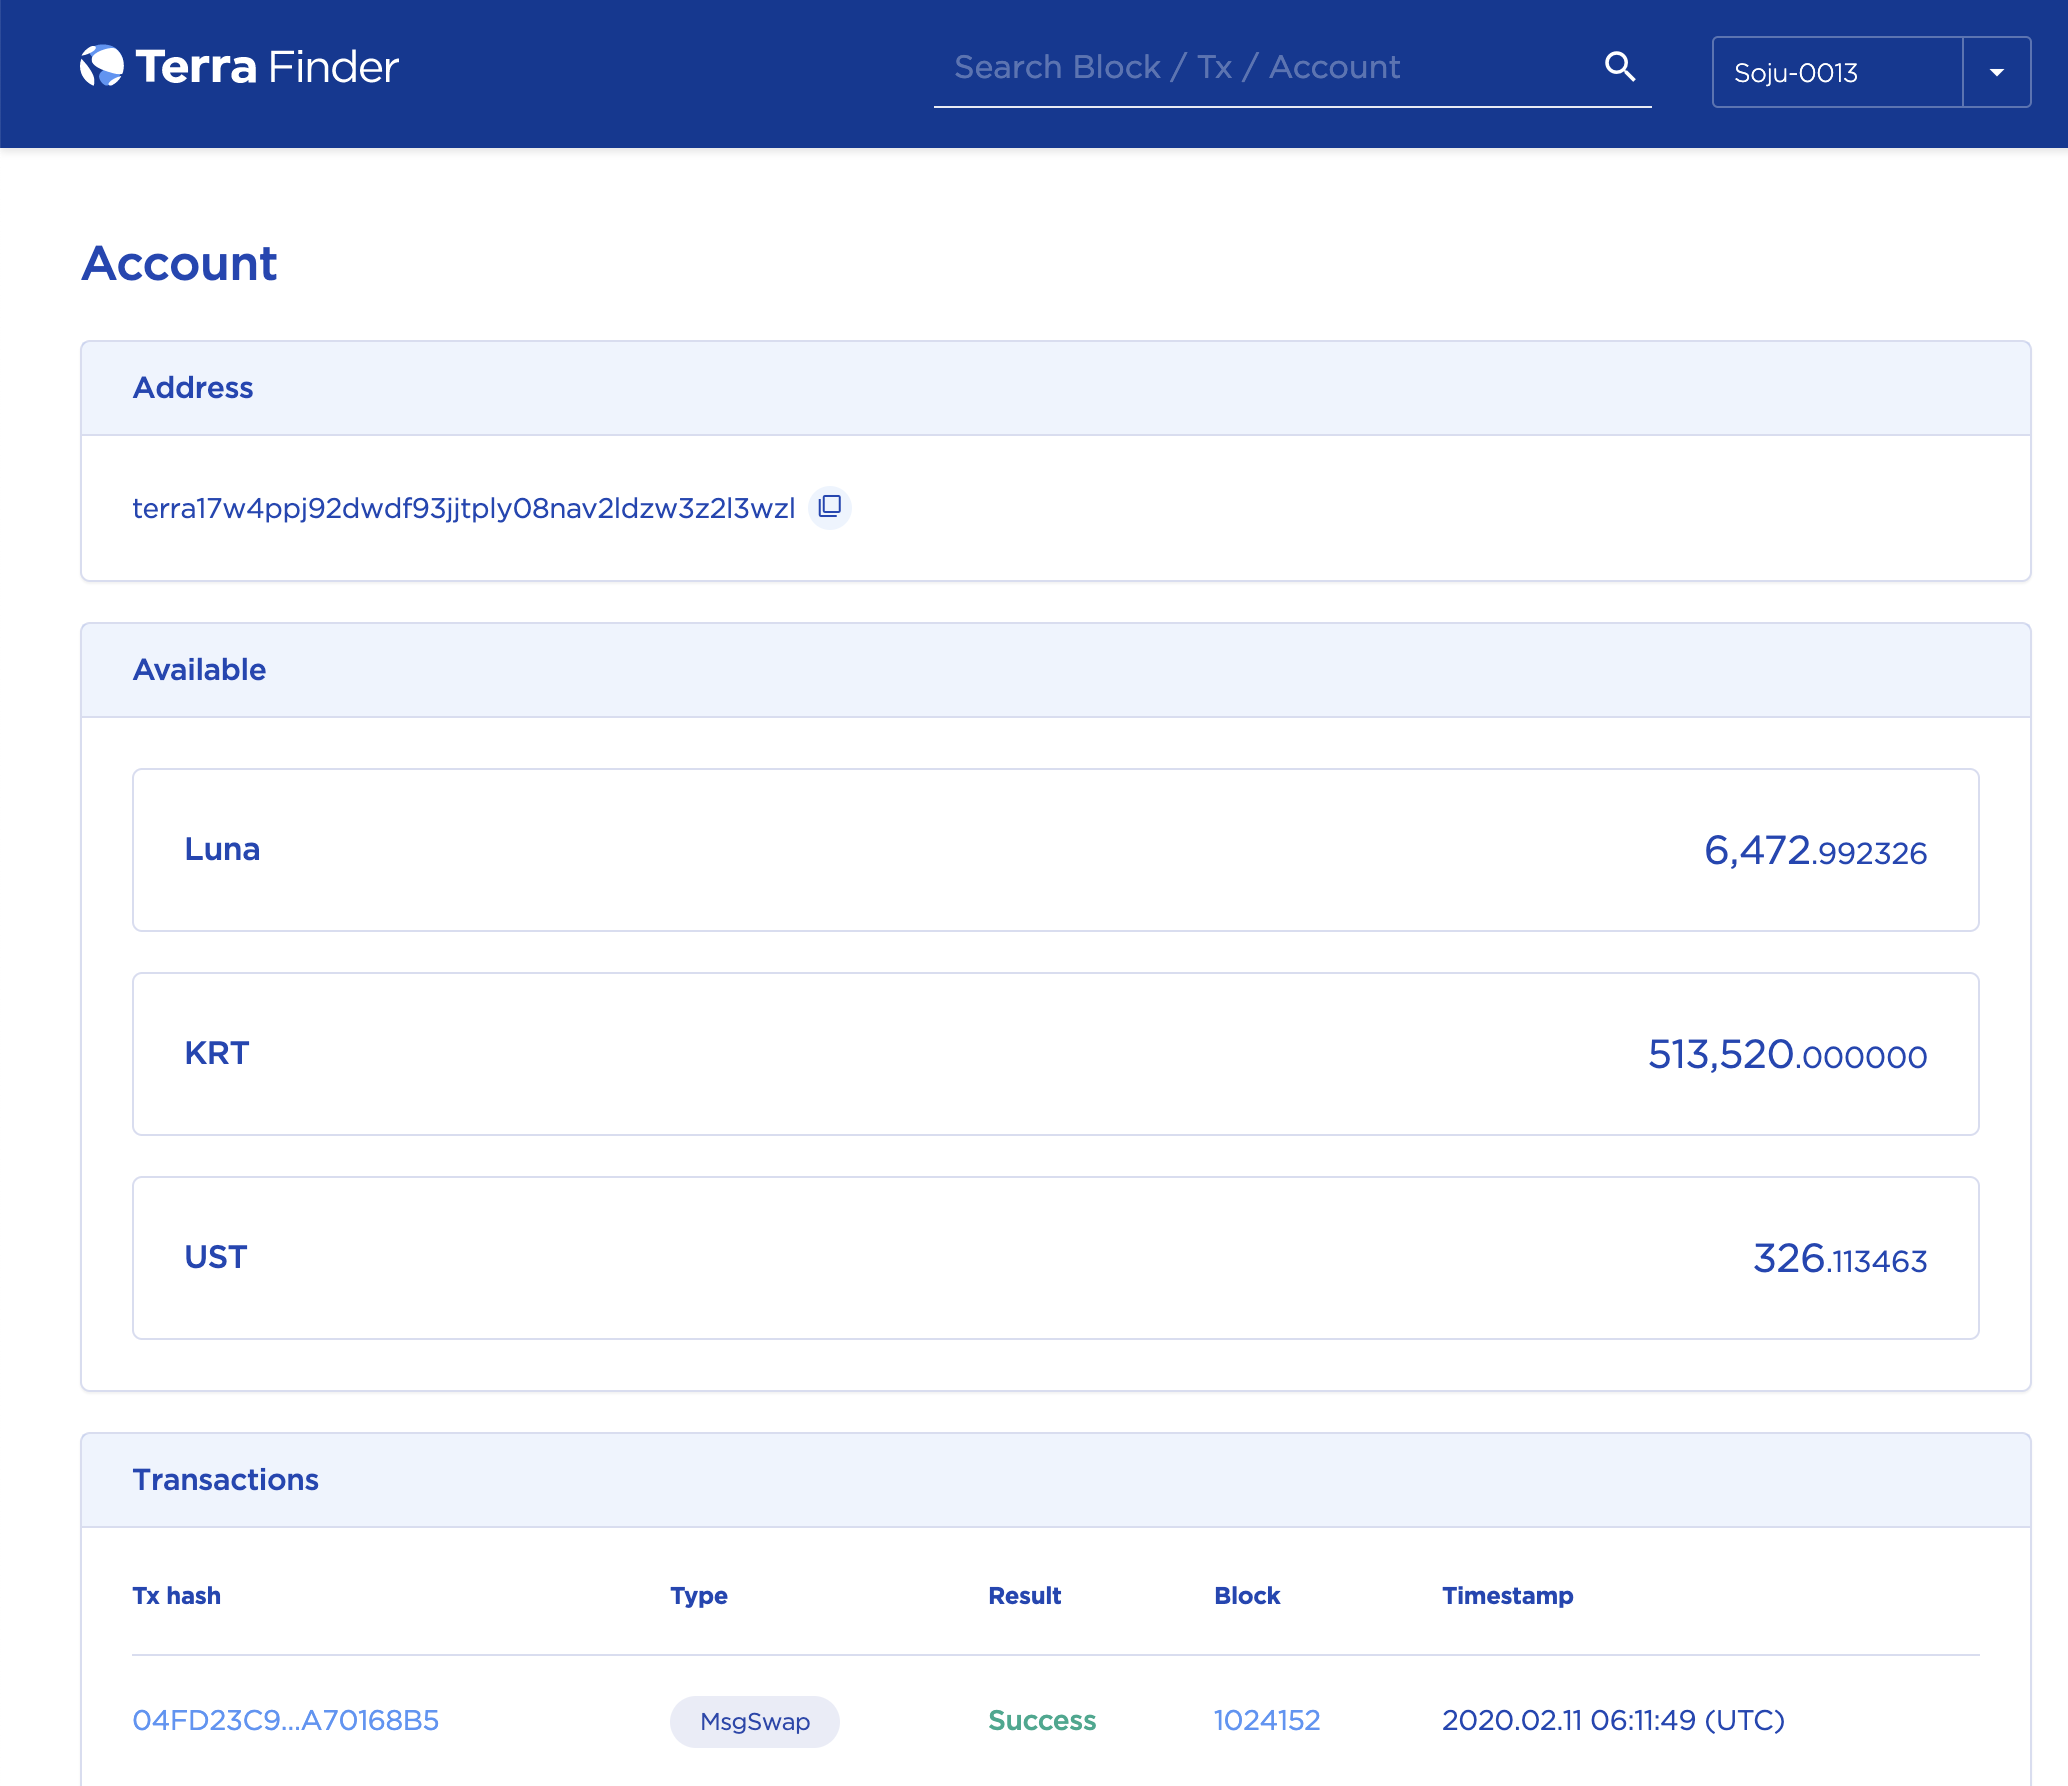 Terra Finder
Search Block / Tx / Account
Soju-0013
Account
Address
terra17w4ppj92dwdf93jjtply08nav2ldzw3z2l3wzl
Available
Luna 6,472.992326
KRT 513,520.000000
UST 326.113463
Transactions
Tx hash Type Result Block Timestamp
04FD23C9...A70168B5 MsgSwap Success 1024152 2020.02.11 06:11:49 (UTC)